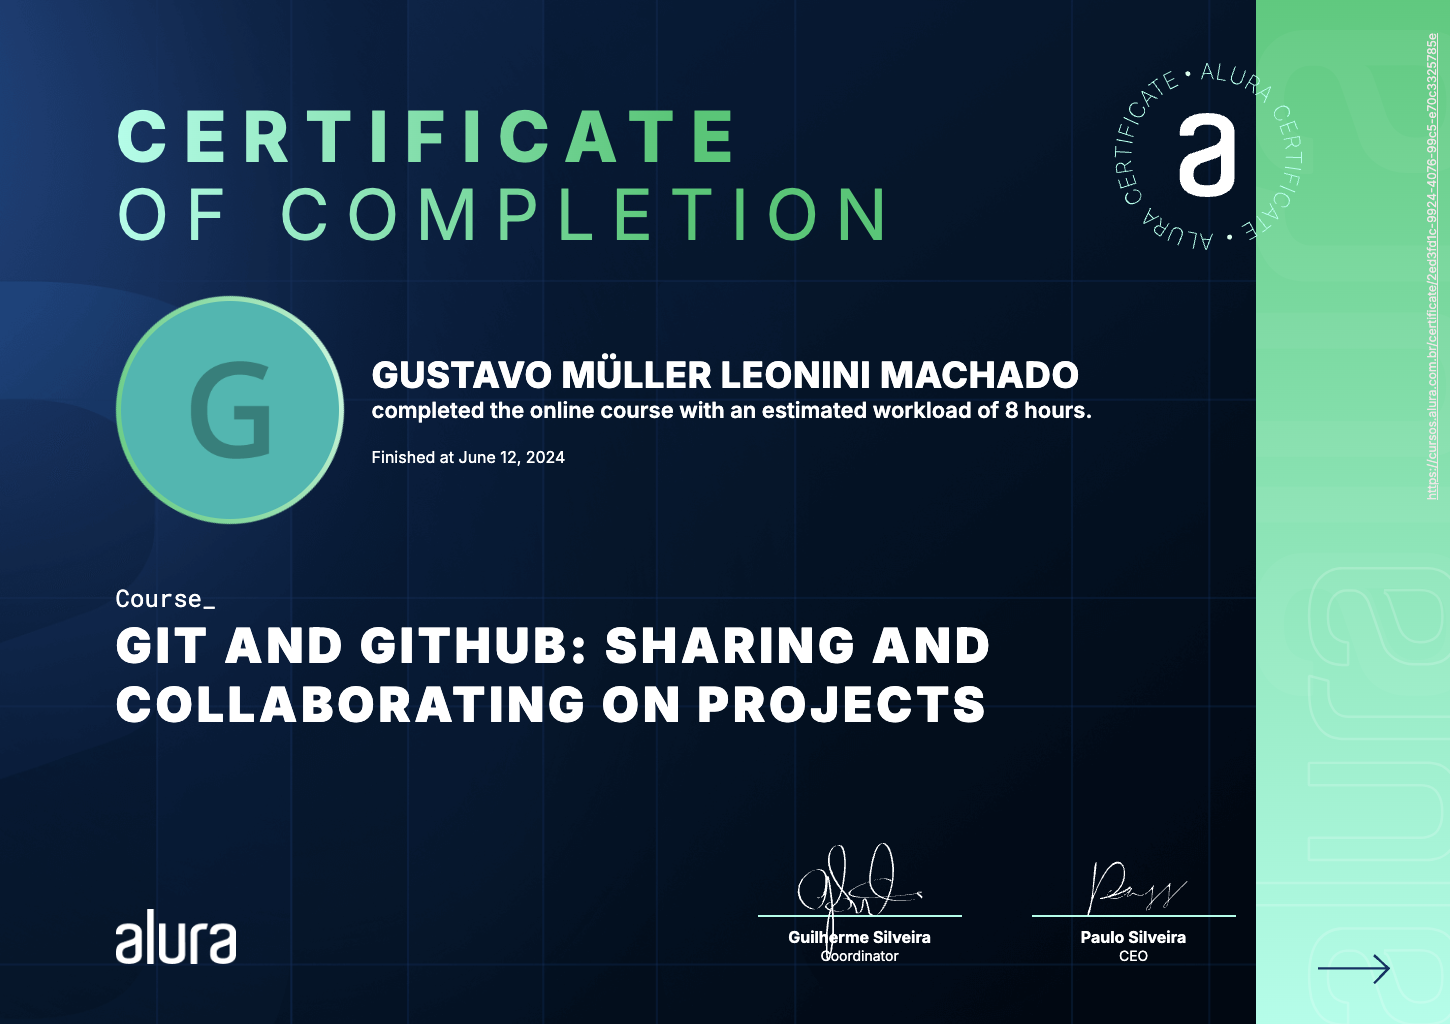 CERTIFICATE
OF COMPLETION
ALURA CERTIFICATE • ALURA CERTIFICATE •
a
G
GUSTAVO MÜLLER LEONINI MACHADO
completed the online course with an estimated workload of 8 hours.
Finished at June 12, 2024
Course_
GIT AND GITHUB: SHARING AND
COLLABORATING ON PROJECTS
alura
Guilherme Silveira
Coordinator
Paulo Silveira
CEO
https://cursos.alura.com.br/certificate/2ed3fd1c-9924-4076-99c5-e70c3325785e
alura